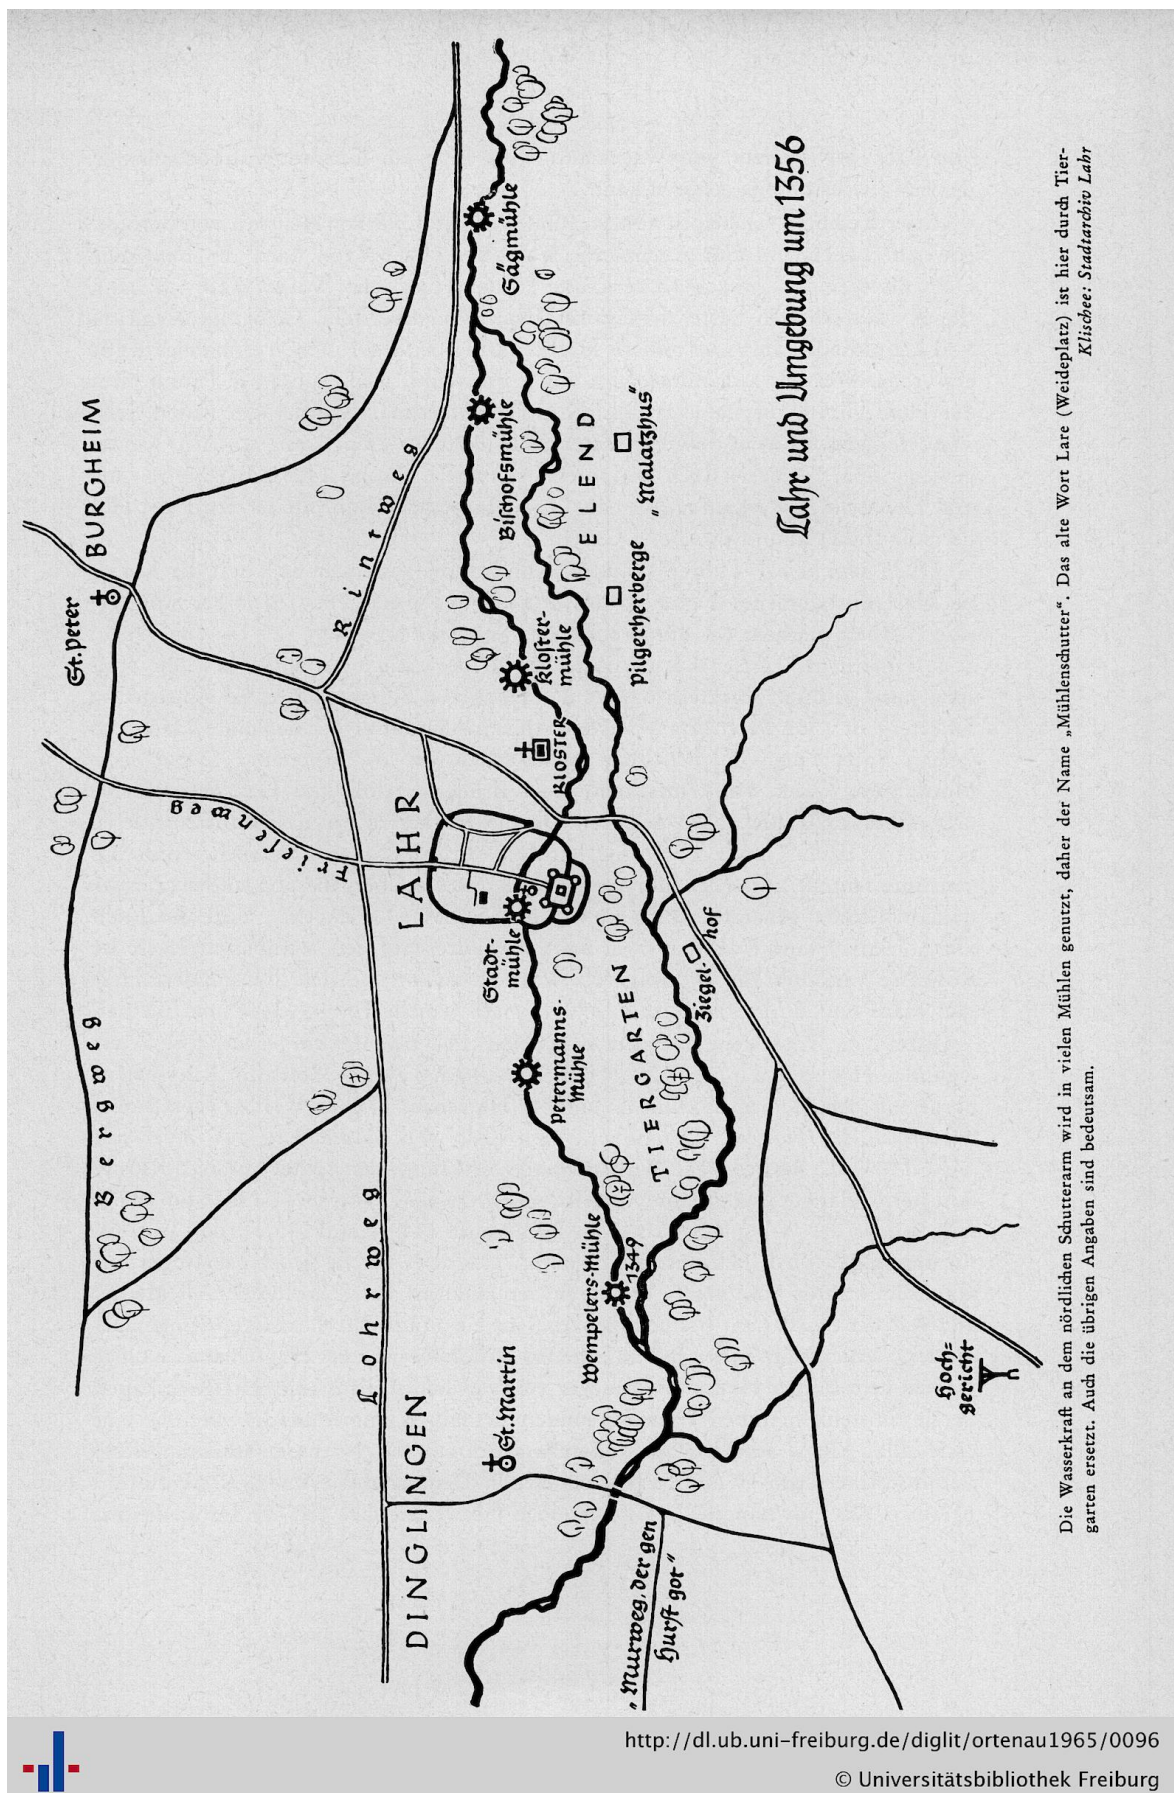 BURGHEIM
St. Peter
Bergweg
Friesenweg
Rintweg
Lohrweg
LAHR
DINGLINGEN
St. Martin
Sägmühle
Bischofsmühle
Kloster-
mühle
KLOSTER
Stadt-
mühle
Petermanns-
Mühle
Wempelers-Mühle
1349
ELEND
„Malatzhus“
Pilgerherberge
TIERGARTEN
Ziegel-
hof
Hoch=
gericht
„Murweg, der gen
Hurst got“
Lahr und Umgebung um 1356
Die Wasserkraft an dem nördlichen Schutterarm wird in vielen Mühlen genutzt, daher der Name „Mühlenschutter“. Das alte Wort Lare (Weideplatz) ist hier durch Tier-
garten ersetzt. Auch die übrigen Angaben sind bedeutsam.
Klischee: Stadtarchiv Lahr
http://dl.ub.uni-freiburg.de/diglit/ortenau1965/0096
© Universitätsbibliothek Freiburg